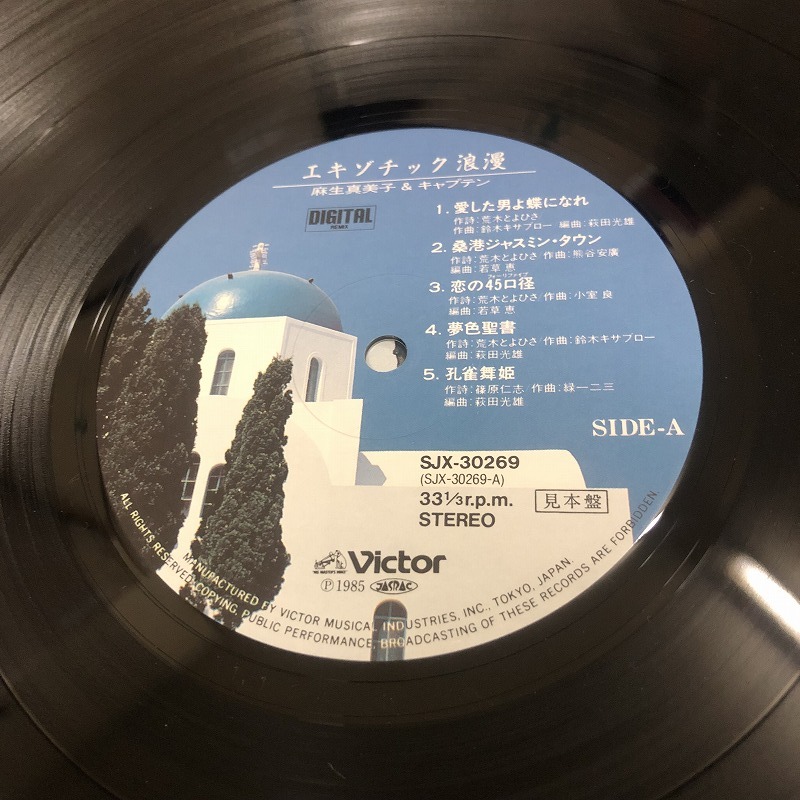 エキゾチック浪漫
麻生真美子 & キャプテン
DIGITAL
REMIX
1. 愛した男よ蝶になれ
作詩：荒木とよひさ
作曲：鈴木キサブロー 編曲：萩田光雄
2. 桑港ジャスミン・タウン
作詩：荒木とよひさ 作曲：熊谷安廣
編曲：若草 恵
フォーリファイブ
3. 恋の45口径
作詩：荒木とよひさ 作曲：小室 良
編曲：若草 恵
4. 夢色聖書
作詩：荒木とよひさ 作曲：鈴木キサブロー
編曲：萩田光雄
5. 孔雀舞姫
作詩：篠原仁志 作曲：緑一二三
編曲：萩田光雄
SIDE-A
SJX-30269
(SJX-30269-A)
33⅓r.p.m.
STEREO
見本盤
"HIS MASTER'S VOICE"
Victor
Ⓟ1985 JASRAC
MANUFACTURED BY VICTOR MUSICAL INDUSTRIES, INC., TOKYO, JAPAN.
ALL RIGHTS RESERVED. COPYING, PUBLIC PERFORMANCE, BROADCASTING OF THESE RECORDS ARE FORBIDDEN.